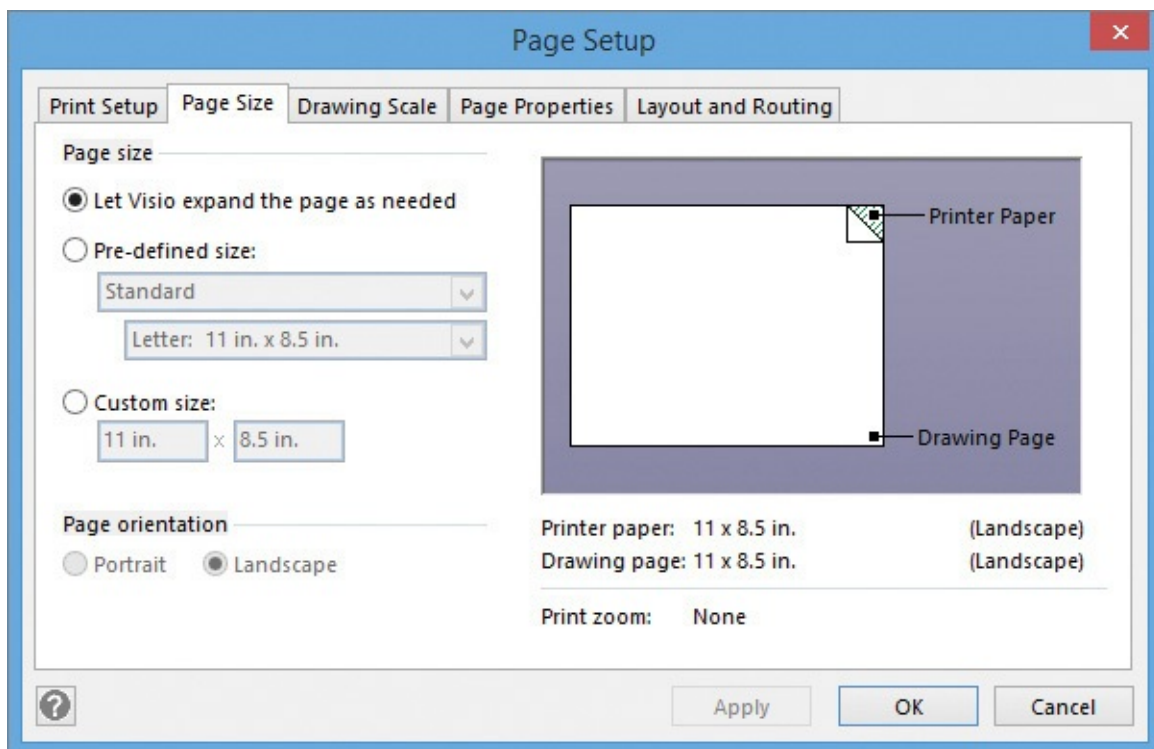 Page Setup
Print Setup
Page Size
Drawing Scale
Page Properties
Layout and Routing
Page size
Let Visio expand the page as needed
Pre-defined size:
Standard
Letter:  11 in. x 8.5 in.
Custom size:
11 in.
x
8.5 in.
Page orientation
Portrait
Landscape
Printer Paper
Drawing Page
Printer paper: 11 x 8.5 in. (Landscape)
Drawing page: 11 x 8.5 in. (Landscape)
Print zoom: None
?
Apply
OK
Cancel